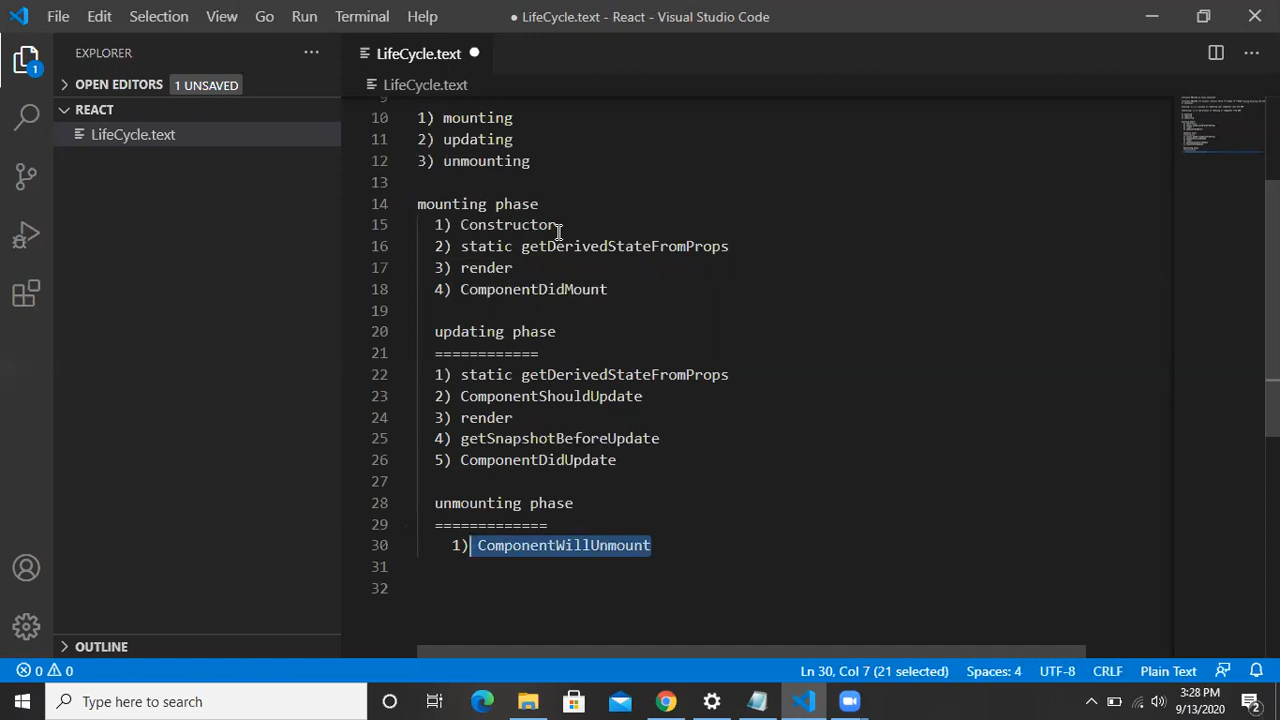 File Edit Selection View Go Run Terminal Help
● LifeCycle.text - React - Visual Studio Code
EXPLORER
OPEN EDITORS 1 UNSAVED
REACT
LifeCycle.text
OUTLINE
1
LifeCycle.text
LifeCycle.text
9
10 1) mounting
11 2) updating
12 3) unmounting
13
14 mounting phase
15 1) Constructor
16 2) static getDerivedStateFromProps
17 3) render
18 4) ComponentDidMount
19
20 updating phase
21 ============
22 1) static getDerivedStateFromProps
23 2) ComponentShouldUpdate
24 3) render
25 4) getSnapshotBeforeUpdate
26 5) ComponentDidUpdate
27
28 unmounting phase
29 =============
30 1) ComponentWillUnmount
31
32
0 0
Ln 30, Col 7 (21 selected) Spaces: 4 UTF-8 CRLF Plain Text
Type here to search
3:28 PM
9/13/2020
2